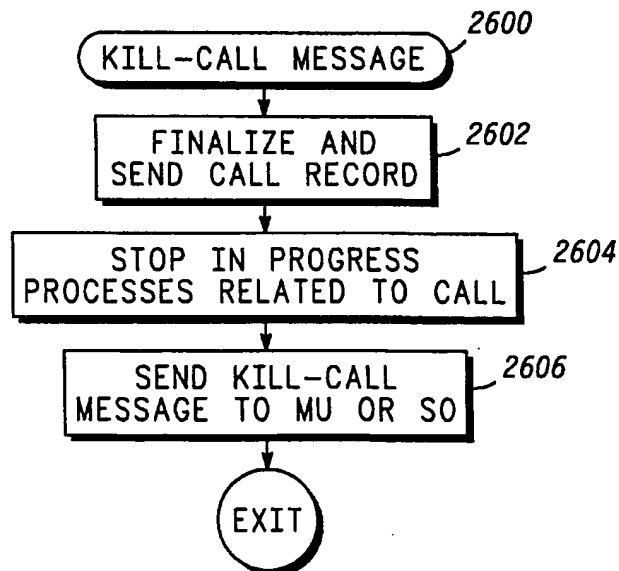 2600
KILL-CALL MESSAGE
2602
FINALIZE AND
SEND CALL RECORD
2604
STOP IN PROGRESS
PROCESSES RELATED TO CALL
2606
SEND KILL-CALL
MESSAGE TO MU OR SO
EXIT